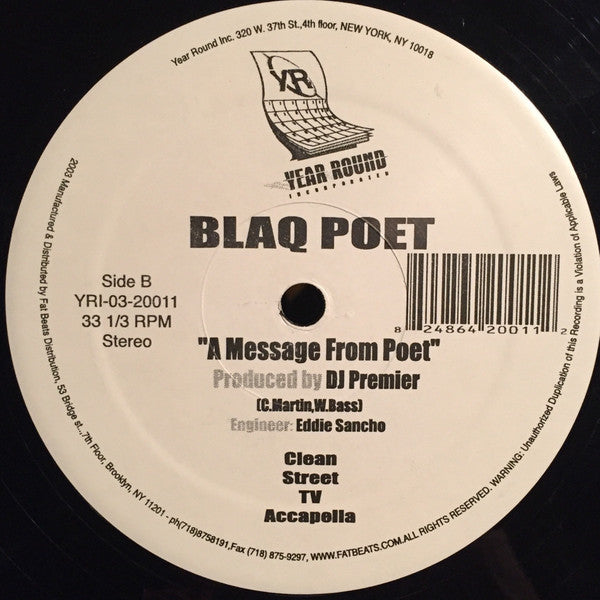 Year Round Inc. 320 W. 37th St.,4th floor, NEW YORK, NY 10018
YR
YEAR ROUND
INCORPORATED
BLAQ POET
Side B
YRI-03-20011
33 1/3 RPM
Stereo
8 24864 20011 2
"A Message From Poet"
Produced by DJ Premier
(C.Martin,W.Bass)
Engineer: Eddie Sancho
Clean
Street
TV
Accapella
2003 Manufactured & Distributed by Fat Beats Distribution, 53 Bridge st..,7th Floor, Brooklyn, NY 11201 - ph(718)8758191,Fax (718) 875-9297, WWW.FATBEATS.COM.ALL RIGHTS RESERVED. WARNING: Unauthorized Duplication of this Recording is a Violation of Applicable Laws